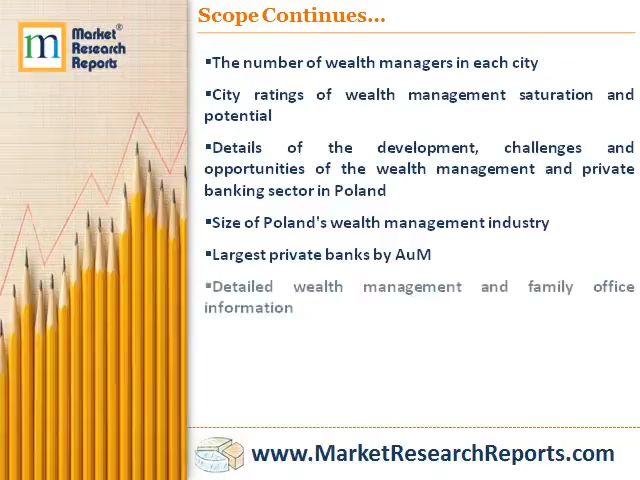 Scope Continues...
m Market®
Research
Reports
▪The number of wealth managers in each city
▪City ratings of wealth management saturation and
potential
▪Details of the development, challenges and
opportunities of the wealth management and private
banking sector in Poland
▪Size of Poland's wealth management industry
▪Largest private banks by AuM
▪Detailed wealth management and family office
information
www.MarketResearchReports.com